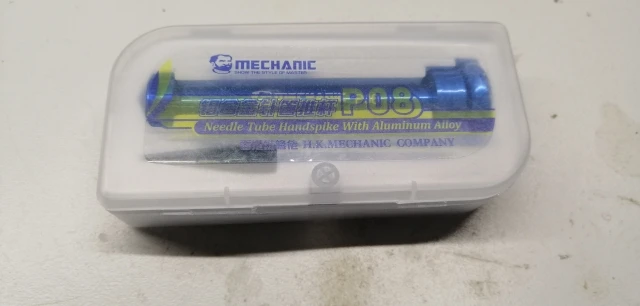 MECHANIC
SHOW THE STYLE OF MASTER
P08
Needle Tube Handspike With Aluminum Alloy
H.K.MECHANIC COMPANY